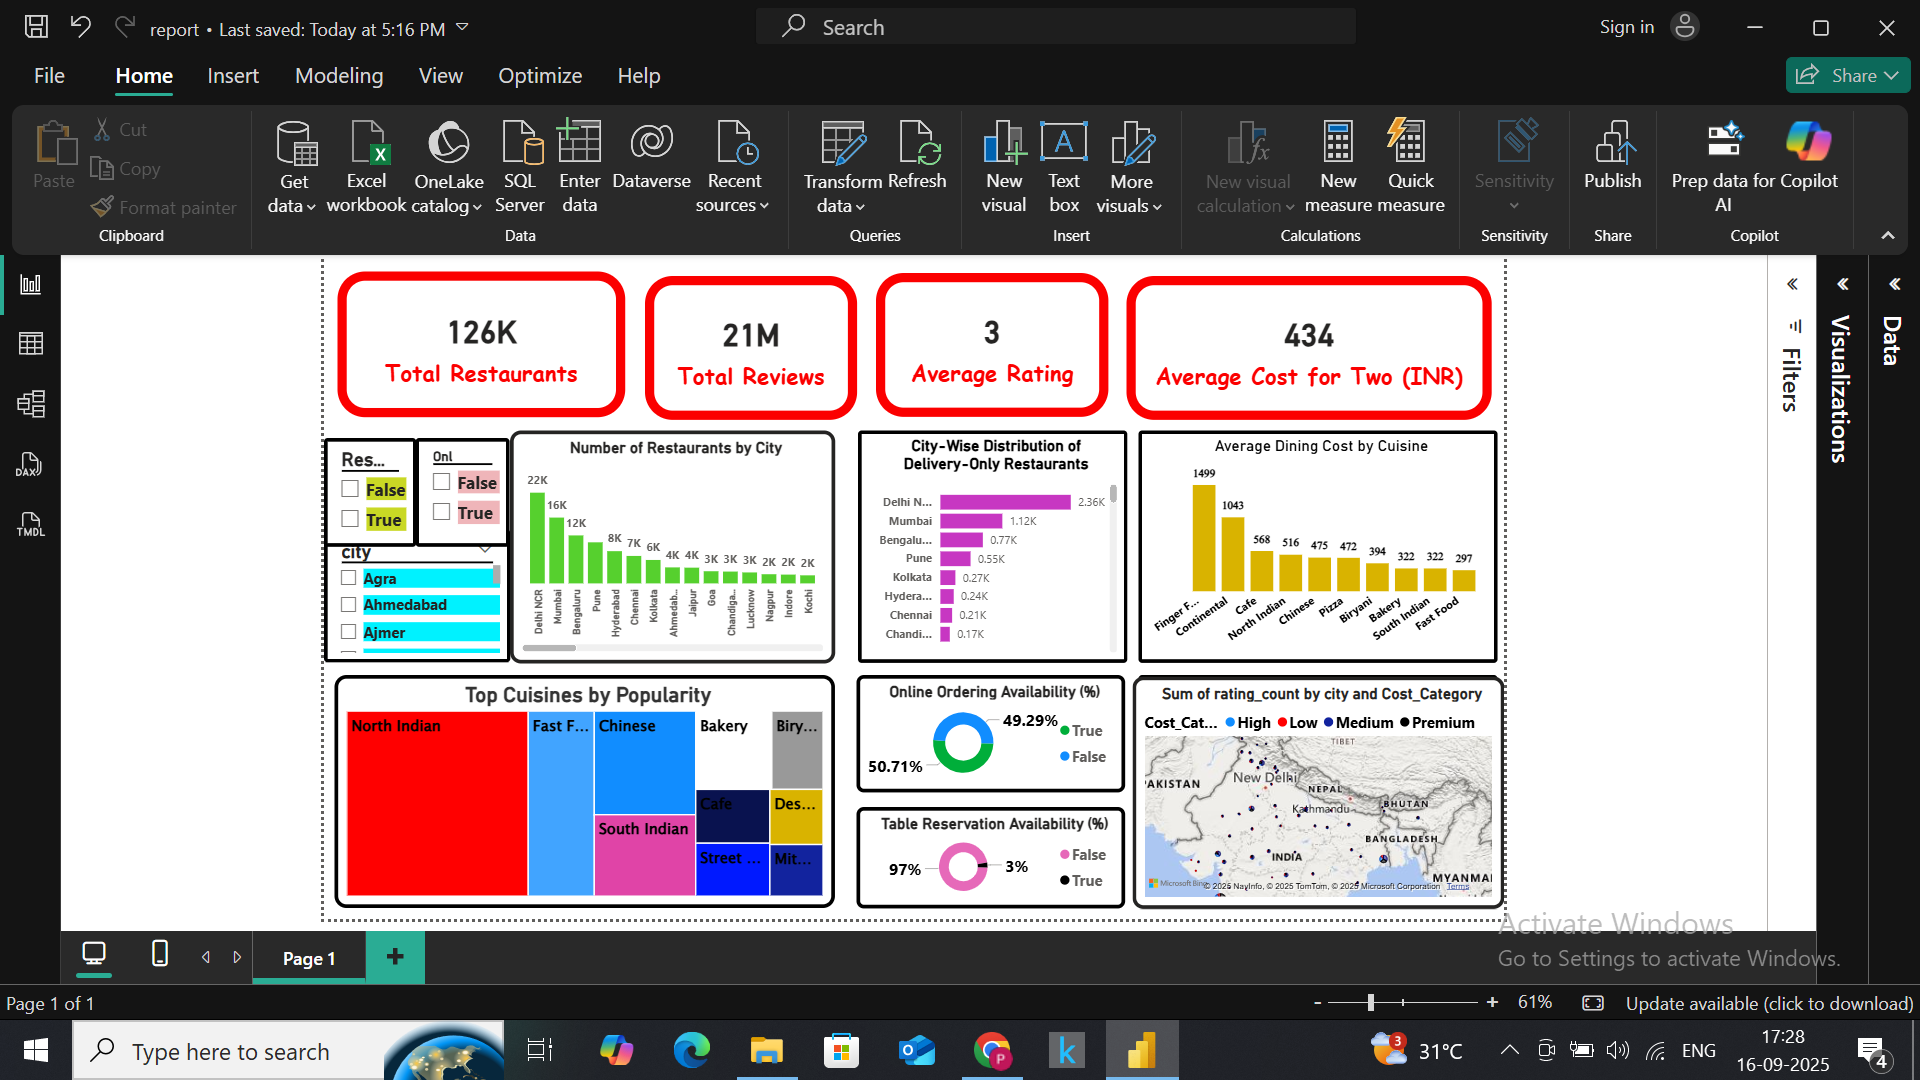 report • Last saved: Today at 5:16 PM
Search
Sign in
File Home Insert Modeling View Optimize Help
Share
Paste
Cut
Copy
Format painter
Clipboard
Get data
Excel workbook
OneLake catalog
SQL Server
Enter data
Dataverse
Recent sources
Data
Transform data
Refresh
Queries
New visual
Text box
More visuals
Insert
New visual calculation
New measure
Quick measure
Calculations
Sensitivity
Sensitivity
Publish
Share
Prep data for AI
Copilot
Copilot
126K
Total Restaurants
21M
Total Reviews
3
Average Rating
434
Average Cost for Two (INR)
Filters
Visualizations
Data
Res...
False
True
Onl
False
True
city
Agra
Ahmedabad
Ajmer
Number of Restaurants by City
22K
16K
12K
8K
7K
6K
4K
4K
3K
3K
3K
2K
2K
2K
Delhi NCR
Mumbai
Bengaluru
Pune
Hyderabad
Chennai
Kolkata
Ahmedab...
Jaipur
Goa
Chandiga...
Lucknow
Nagpur
Indore
Kochi
City-Wise Distribution of
Delivery-Only Restaurants
Delhi N... 2.36K
Mumbai 1.12K
Bengalu... 0.77K
Pune 0.55K
Kolkata 0.27K
Hydera... 0.24K
Chennai 0.21K
Chandi... 0.17K
Average Dining Cost by Cuisine
1499
1043
568
516
475
472
394
322
322
297
Finger F...
Continental
Cafe
North Indian
Chinese
Pizza
Biryani
Bakery
South Indian
Fast Food
Top Cuisines by Popularity
North Indian
Fast F...
Chinese
South Indian
Bakery
Cafe
Street ...
Biry...
Des...
Mit...
Online Ordering Availability (%)
49.29%
50.71%
True
False
Table Reservation Availability (%)
97%
3%
False
True
Sum of rating_count by city and Cost_Category
Cost_Cat... High Low Medium Premium
TIBET
New Delhi
AKISTAN
NEPAL
Kathmandu
BHUTAN
BANGLADESH
INDIA
MYANMA
Microsoft Bing
© 2025 NavInfo, © 2025 TomTom, © 2025 Microsoft Corporation Terms
Activate Windows
Go to Settings to activate Windows.
Page 1
+
Page 1 of 1
- + 61%
Update available (click to download)
Type here to search
3
31°C
ENG
17:28
16-09-2025
4